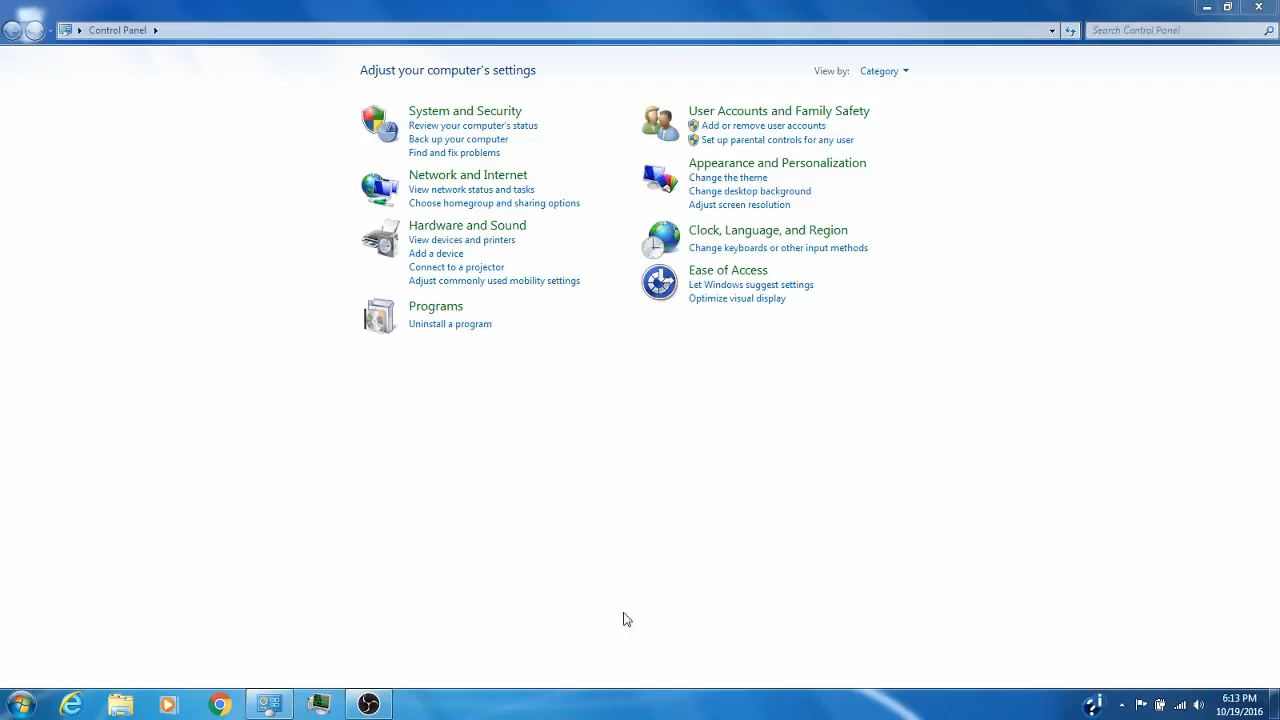 Control Panel
Search Control Panel
Adjust your computer's settings
View by: Category
System and Security
Review your computer's status
Back up your computer
Find and fix problems
Network and Internet
View network status and tasks
Choose homegroup and sharing options
Hardware and Sound
View devices and printers
Add a device
Connect to a projector
Adjust commonly used mobility settings
Programs
Uninstall a program
User Accounts and Family Safety
Add or remove user accounts
Set up parental controls for any user
Appearance and Personalization
Change the theme
Change desktop background
Adjust screen resolution
Clock, Language, and Region
Change keyboards or other input methods
Ease of Access
Let Windows suggest settings
Optimize visual display
6:13 PM
10/19/2016